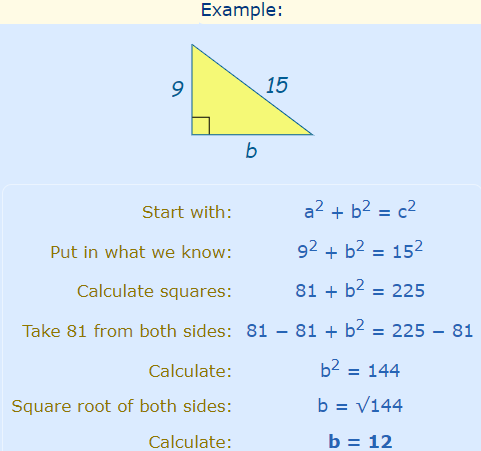 Example:
9
15
b
Start with: a² + b² = c²
Put in what we know: 9² + b² = 15²
Calculate squares: 81 + b² = 225
Take 81 from both sides: 81 − 81 + b² = 225 − 81
Calculate: b² = 144
Square root of both sides: b = √144
Calculate: b = 12